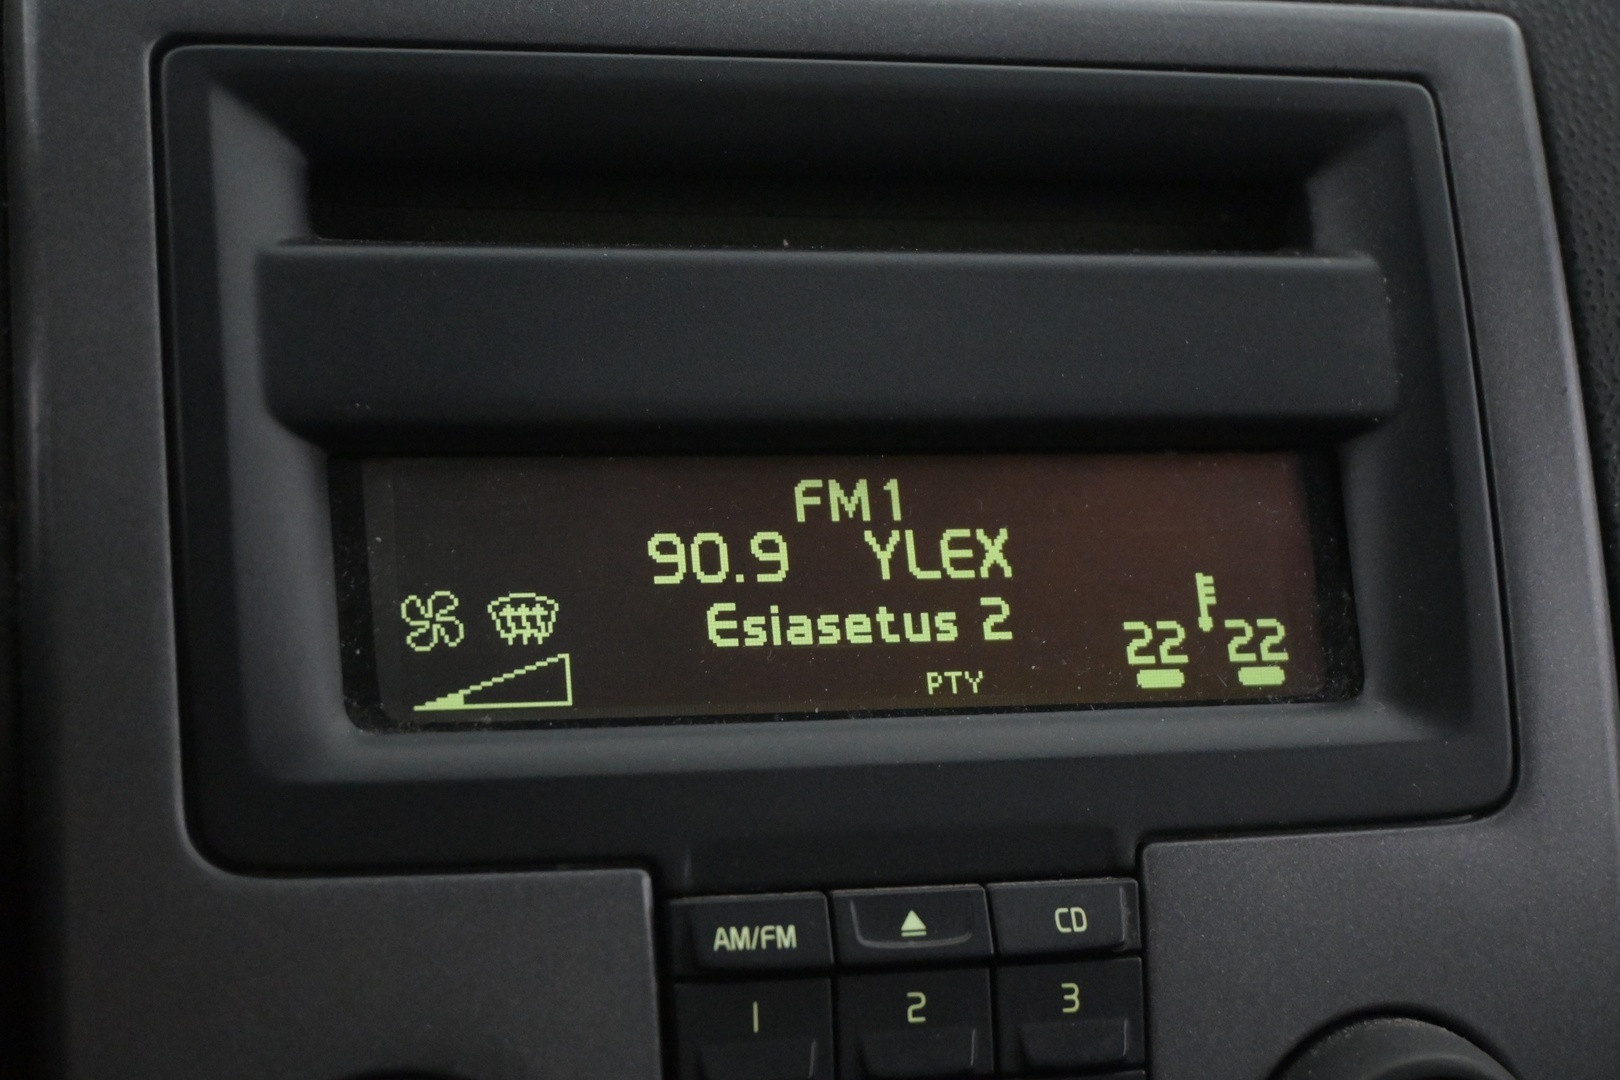 FM1
90.9 YLEX
Esiasetus 2
22 22
PTY
AM/FM CD
1 2 3